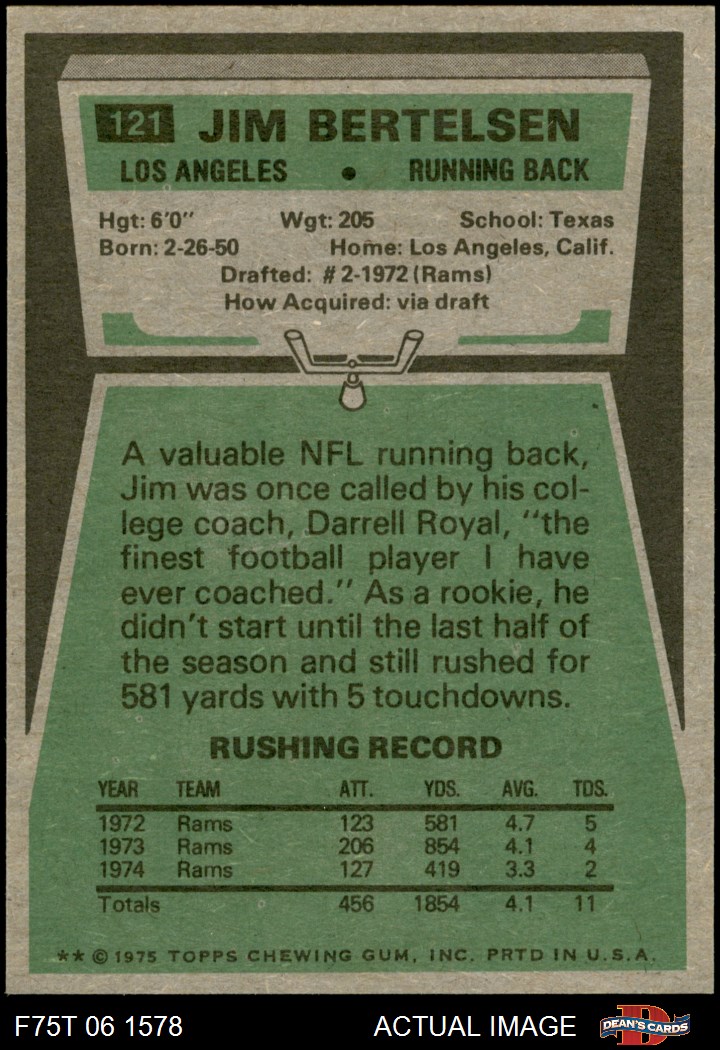 121 JIM BERTELSEN
LOS ANGELES • RUNNING BACK
Hgt: 6'0" Wgt: 205 School: Texas
Born: 2-26-50 Home: Los Angeles, Calif.
Drafted: #2-1972 (Rams)
How Acquired: via draft
A valuable NFL running back,
Jim was once called by his col-
lege coach, Darrell Royal, "the
finest football player I have
ever coached." As a rookie, he
didn't start until the last half of
the season and still rushed for
581 yards with 5 touchdowns.
RUSHING RECORD
YEAR TEAM ATT. YDS. AVG. TDS.
1972 Rams 123 581 4.7 5
1973 Rams 206 854 4.1 4
1974 Rams 127 419 3.3 2
Totals 456 1854 4.1 11
** © 1975 TOPPS CHEWING GUM, INC. PRTD IN U.S.A.
F75T 06 1578 ACTUAL IMAGE DEAN'S CARDS